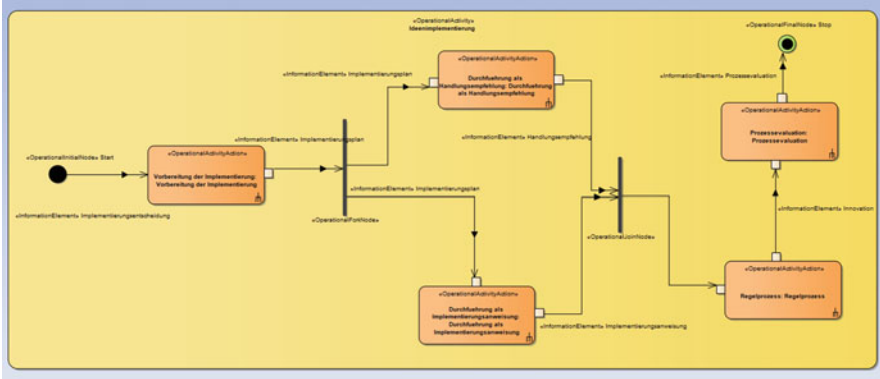 «OperationalActivity»
Ideenimplementierung
«OperationalFinalNode» Stop
«OperationalActivityAction»
Durchfuehrung als
Handlungsempfehlung: Durchfuehrung
als Handlungsempfehlung
«InformationElement» Implementierungsplan
«InformationElement» Prozessevaluation
«OperationalActivityAction»
Prozessevaluation:
Prozessevaluation
«InformationElement» Implementierungsplan
«InformationElement» Handlungsempfehlung
«OperationalInitialNode» Start
«OperationalActivityAction»
Vorbereitung der Implementierung:
Vorbereitung der Implementierung
«InformationElement» Implementierungsplan
«InformationElement» Implementierungsentscheidung
«OperationalForkNode»
«InformationElement» Innovation
«OperationalJoinNode»
«OperationalActivityAction»
Regelprozess: Regelprozess
«OperationalActivityAction»
Durchfuehrung als
Implementierungsanweisung:
Durchfuehrung als
Implementierungsanweisung
«InformationElement» Implementierungsanweisung